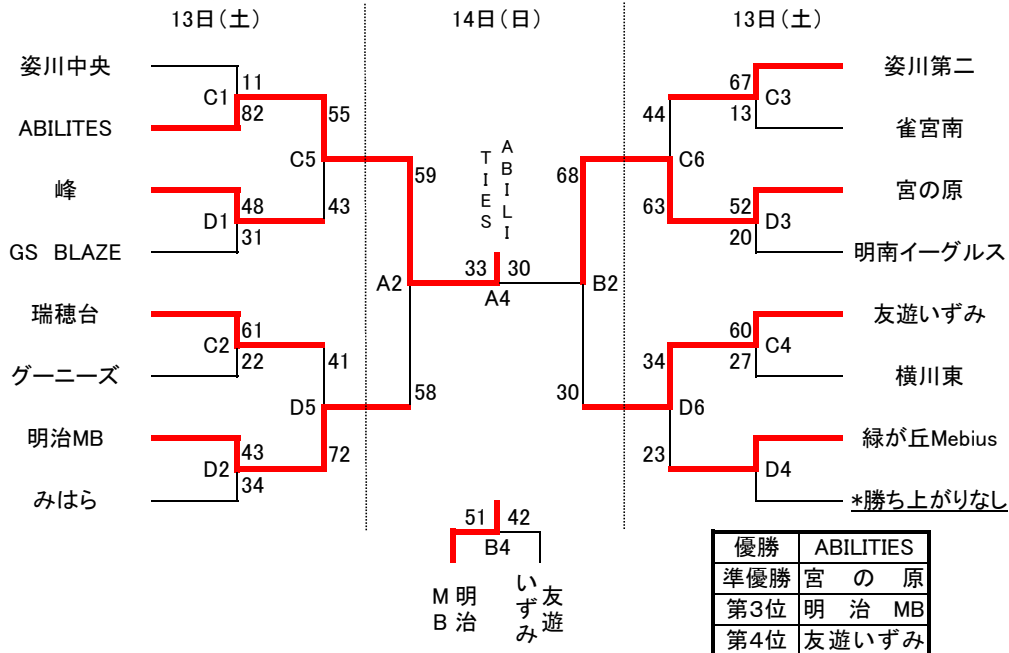 13日(土)
14日(日)
13日(土)
姿川中央
11
C1
82
ABILITES
55
C5
43
峰
48
D1
31
GS BLAZE
59
A2
58
瑞穂台
61
C2
22
グーニーズ
41
D5
72
明治MB
43
D2
34
みはら
ABILI
TIES
33
30
A4
姿川第二
67
C3
13
雀宮南
44
C6
63
宮の原
52
D3
20
明南イーグルス
68
B2
30
友遊いずみ
60
C4
27
横川東
34
D6
23
緑が丘Mebius
D4
*勝ち上がりなし
51
42
B4
明治
MB
友遊
いずみ
優勝 ABILITIES
準優勝 宮の原
第3位 明治MB
第4位 友遊いずみ